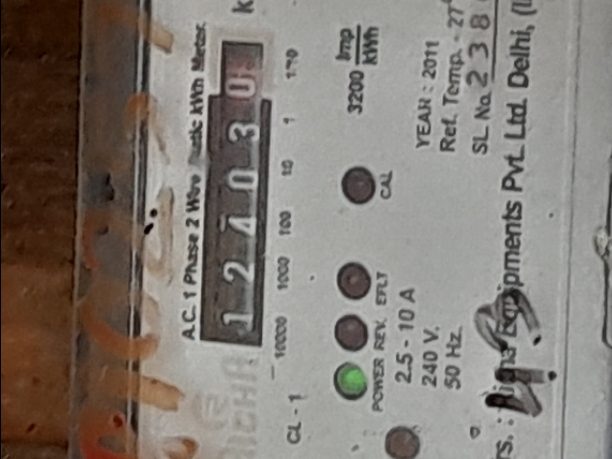 A.C. 1 Phase 2 Wire Static kWh Meter
1 2 4 0 3 0
10000 1000 100 10 1 1/10
CL - 1
3200 Imp/kWh
POWER REV. EFLT CAL
2.5 - 10 A
240 V.
50 Hz.
YEAR : 2011
Ref. Temp. - 27
SL. No. 2 3 8
Equipments Pvt. Ltd. Delhi,